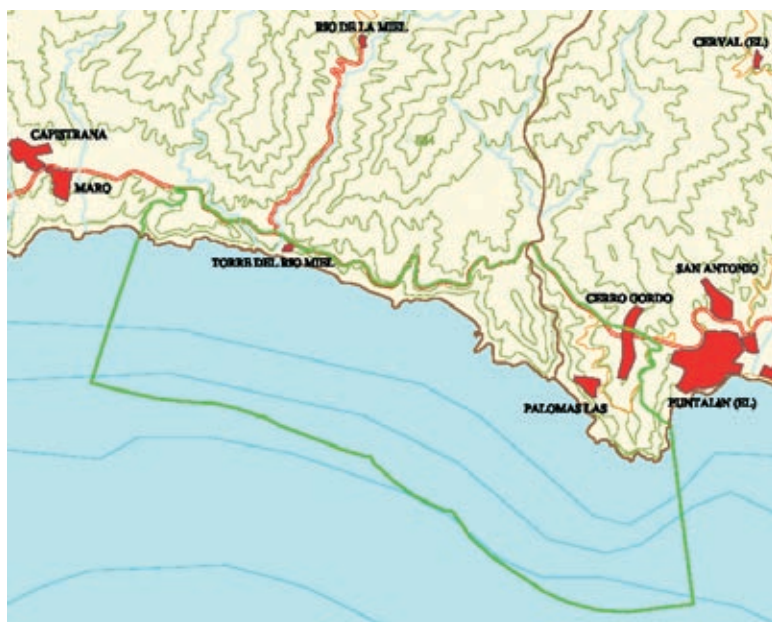 RIO DE LA MIEL
CERVAL (EL)
CAPISTRANA
MARO
TORRE DEL RIO MIEL
SAN ANTONIO
CERRO GORDO
PALOMAS LAS
PUNTALAN (EL)